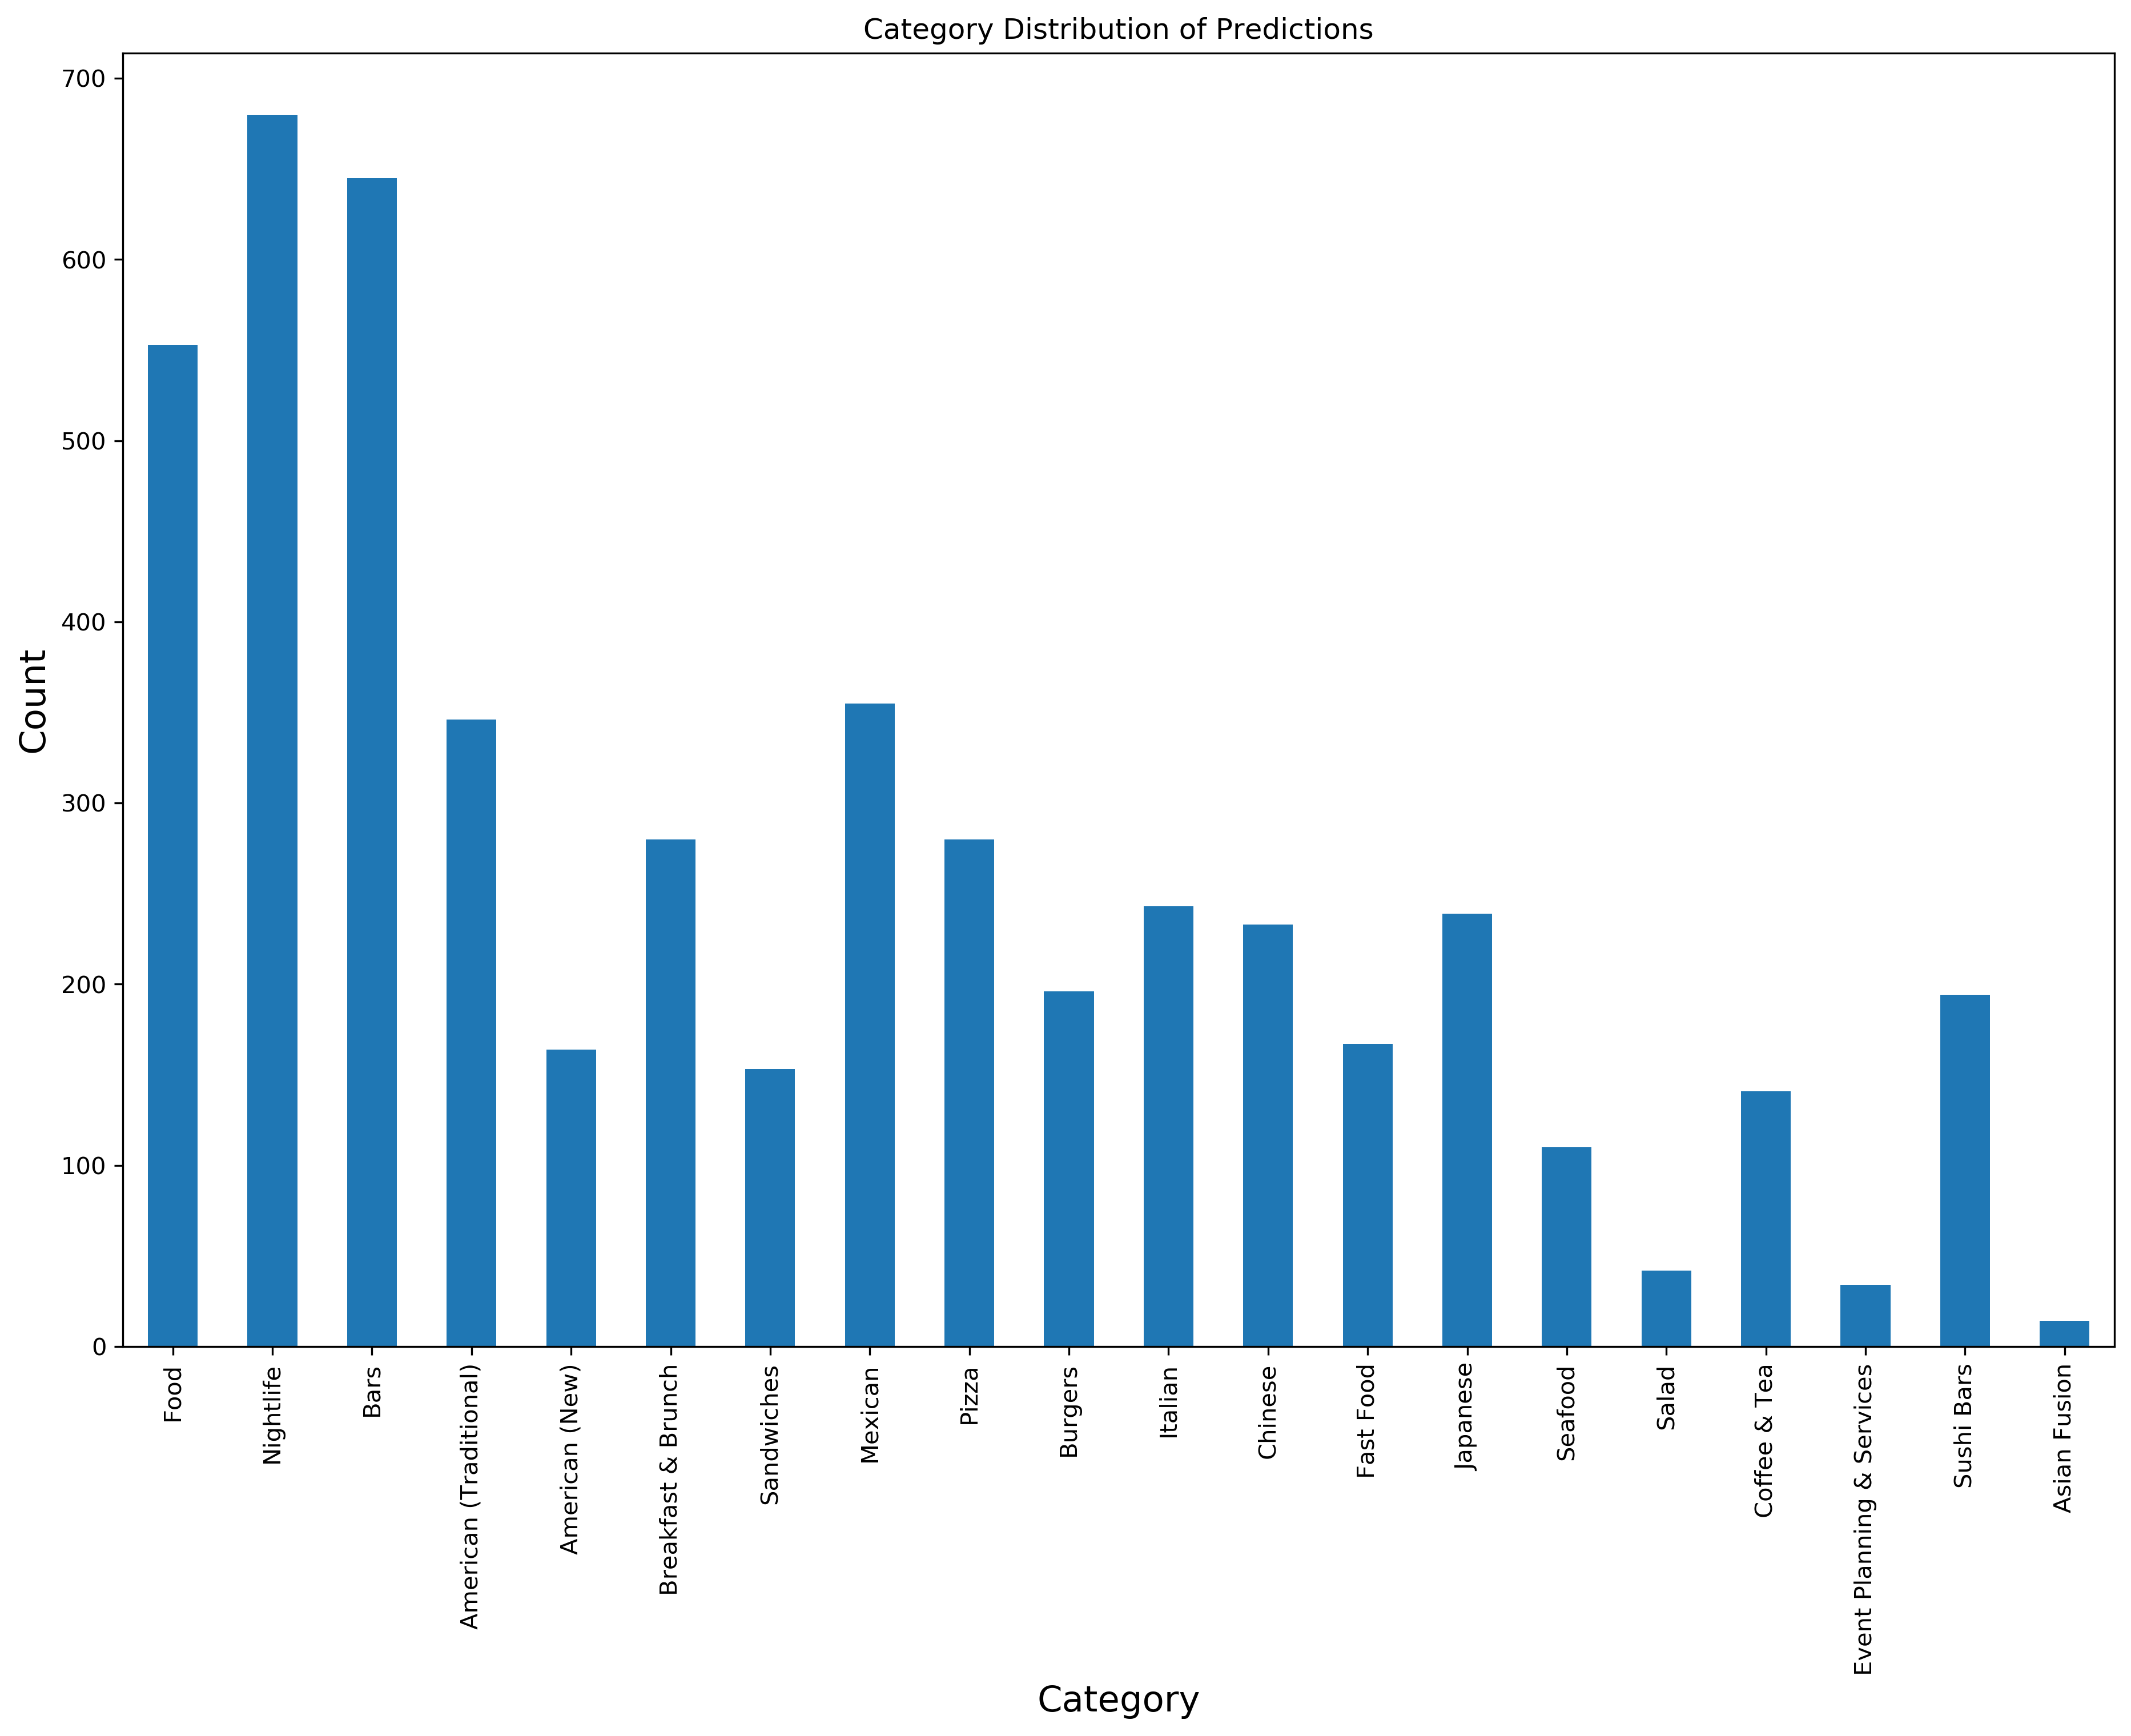 Category Distribution of Predictions
700
600
500
400
300
200
100
0
Count
Food
Nightlife
Bars
American (Traditional)
American (New)
Breakfast & Brunch
Sandwiches
Mexican
Pizza
Burgers
Italian
Chinese
Fast Food
Japanese
Seafood
Salad
Coffee & Tea
Event Planning & Services
Sushi Bars
Asian Fusion
Category